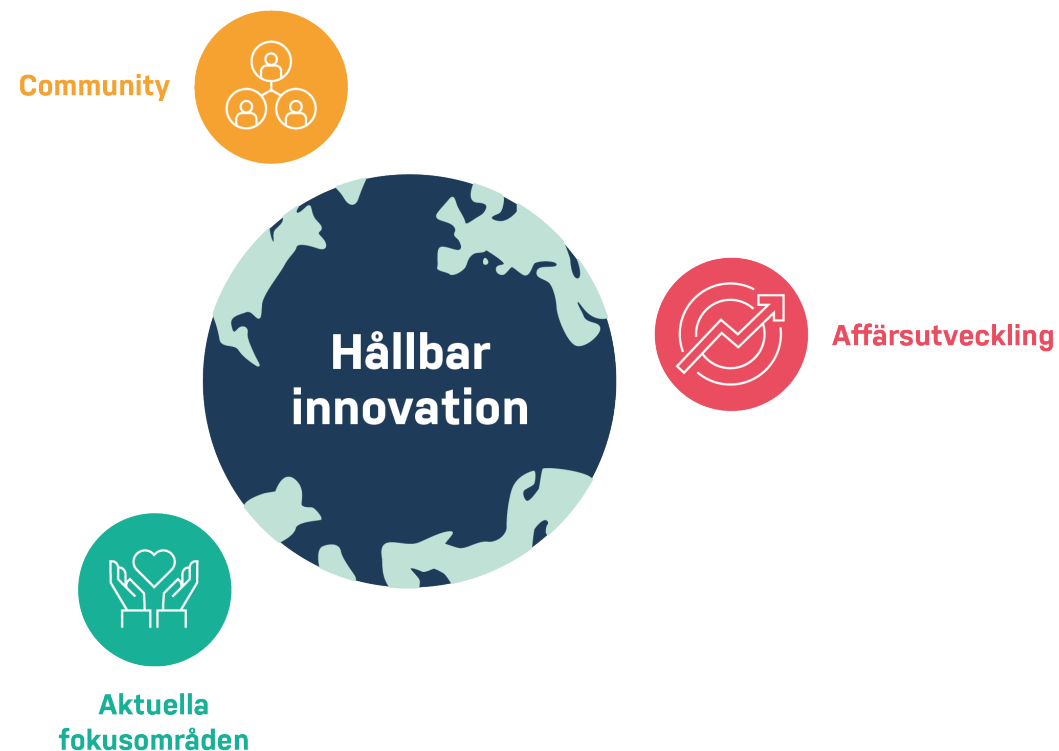 Community
Hållbar
innovation
Affärsutveckling
Aktuella
fokusområden